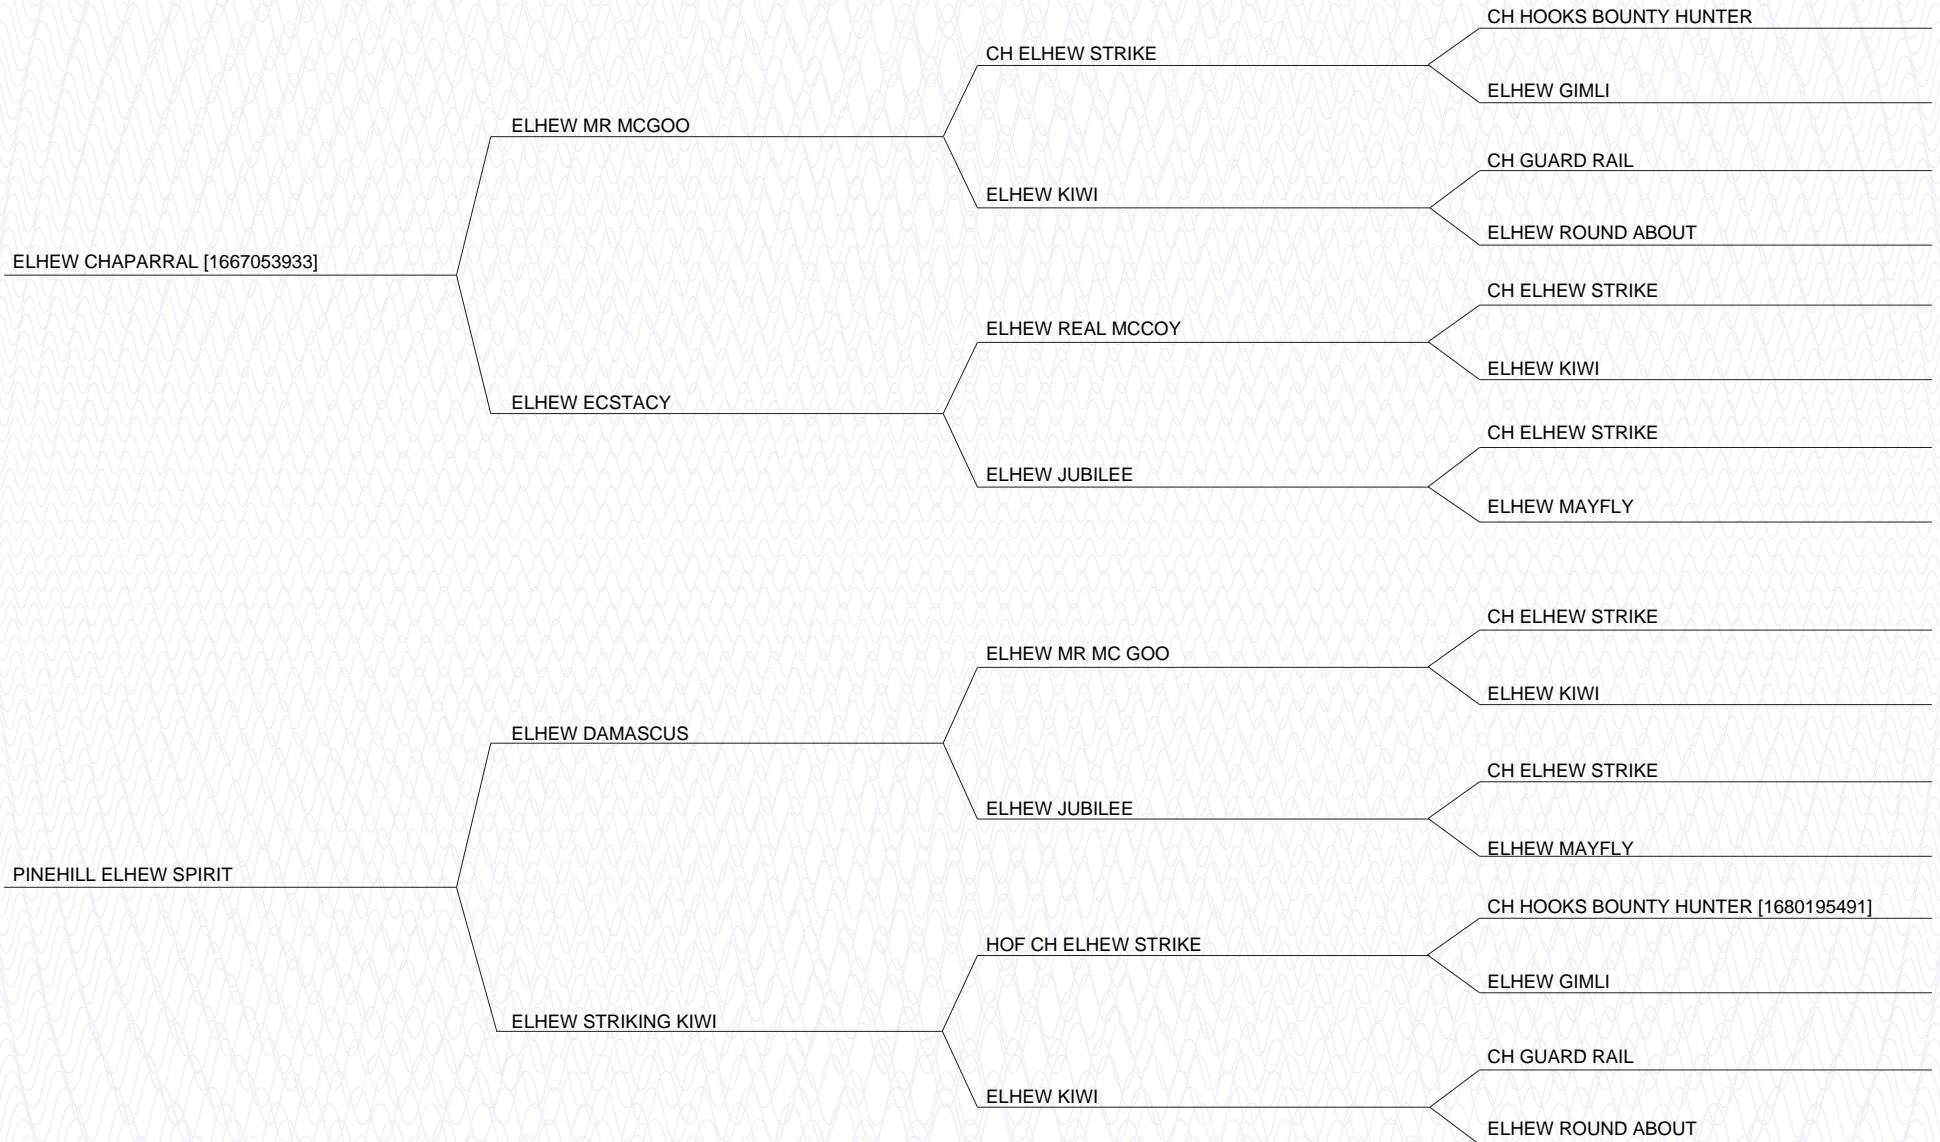 CH HOOKS BOUNTY HUNTER
CH ELHEW STRIKE
ELHEW GIMLI
ELHEW MR MCGOO
CH GUARD RAIL
ELHEW KIWI
ELHEW ROUND ABOUT
ELHEW CHAPARRAL [1667053933]
CH ELHEW STRIKE
ELHEW REAL MCCOY
ELHEW KIWI
ELHEW ECSTACY
CH ELHEW STRIKE
ELHEW JUBILEE
ELHEW MAYFLY
CH ELHEW STRIKE
ELHEW MR MC GOO
ELHEW KIWI
ELHEW DAMASCUS
CH ELHEW STRIKE
ELHEW JUBILEE
ELHEW MAYFLY
PINEHILL ELHEW SPIRIT
CH HOOKS BOUNTY HUNTER [1680195491]
HOF CH ELHEW STRIKE
ELHEW GIMLI
ELHEW STRIKING KIWI
CH GUARD RAIL
ELHEW KIWI
ELHEW ROUND ABOUT